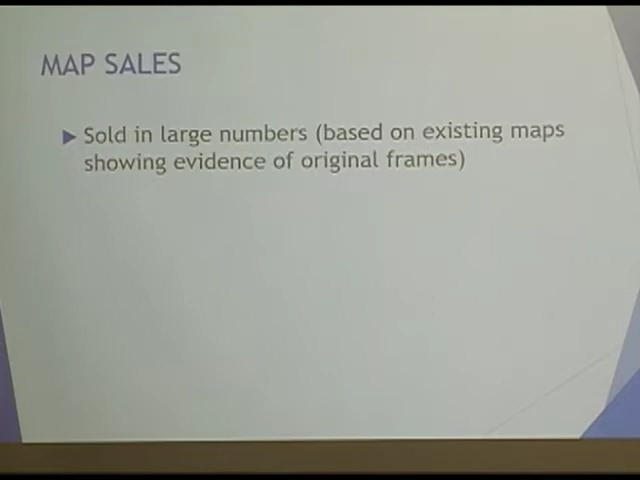 MAP SALES
Sold in large numbers (based on existing maps
showing evidence of original frames)